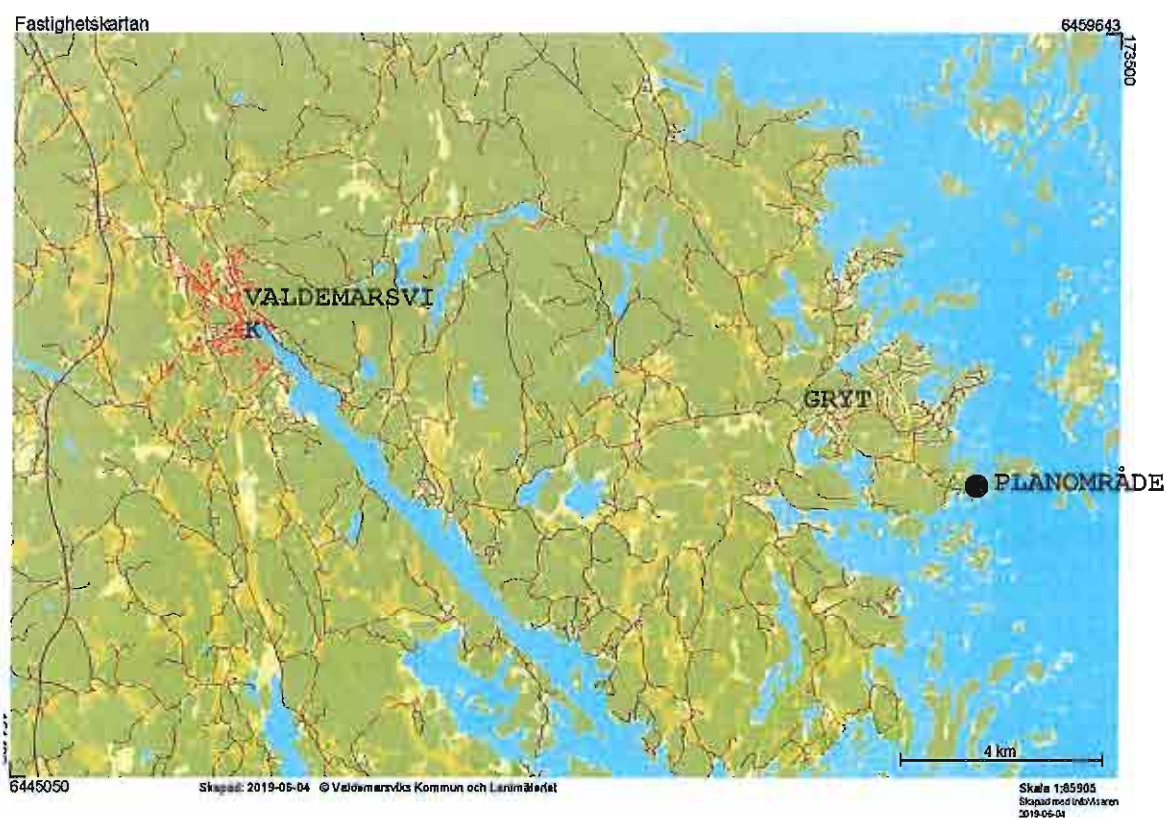 Fastighetskartan
6459643
173500
VALDEMARSVI
K
GRYT
PLANOMRÅDE
4 km
6445050
Skapad: 2019-06-04 © Valdemarsviks Kommun och Lantmäteriet
Skala 1:65905
Skapad med InfoVisaren
2019-06-04